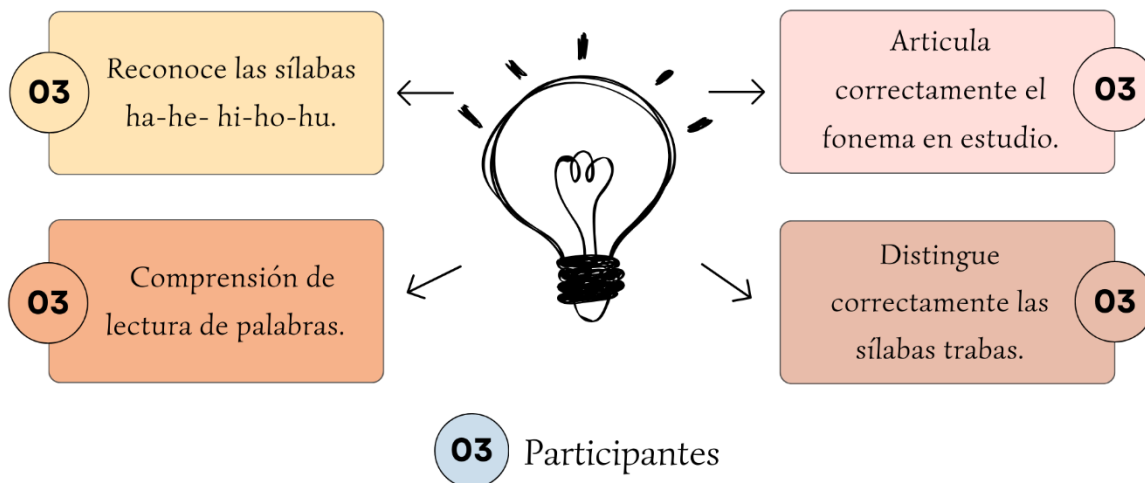 03
Reconoce las sílabas
ha-he- hi-ho-hu.
Articula
correctamente el
fonema en estudio.
03
03
Comprensión de
lectura de palabras.
Distingue
correctamente las
sílabas trabas.
03
03 Participantes